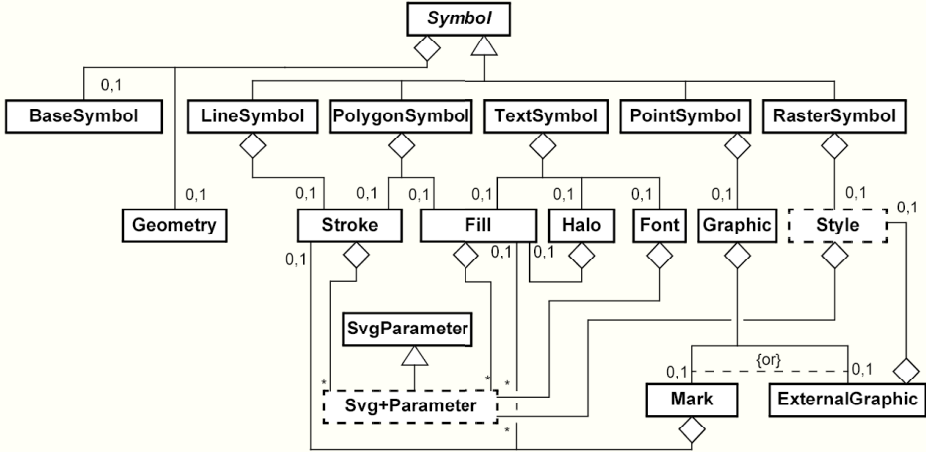 Symbol
0,1
BaseSymbol LineSymbol PolygonSymbol TextSymbol PointSymbol RasterSymbol
0,1 0,1 0,1 0,1 0,1 0,1 0,1 0,1 0,1
Geometry Stroke Fill Halo Font Graphic Style 0,1
0,1 0,1 0,1
SvgParameter
{or}
0,1 0,1
* * *
Svg+Parameter Mark ExternalGraphic
*